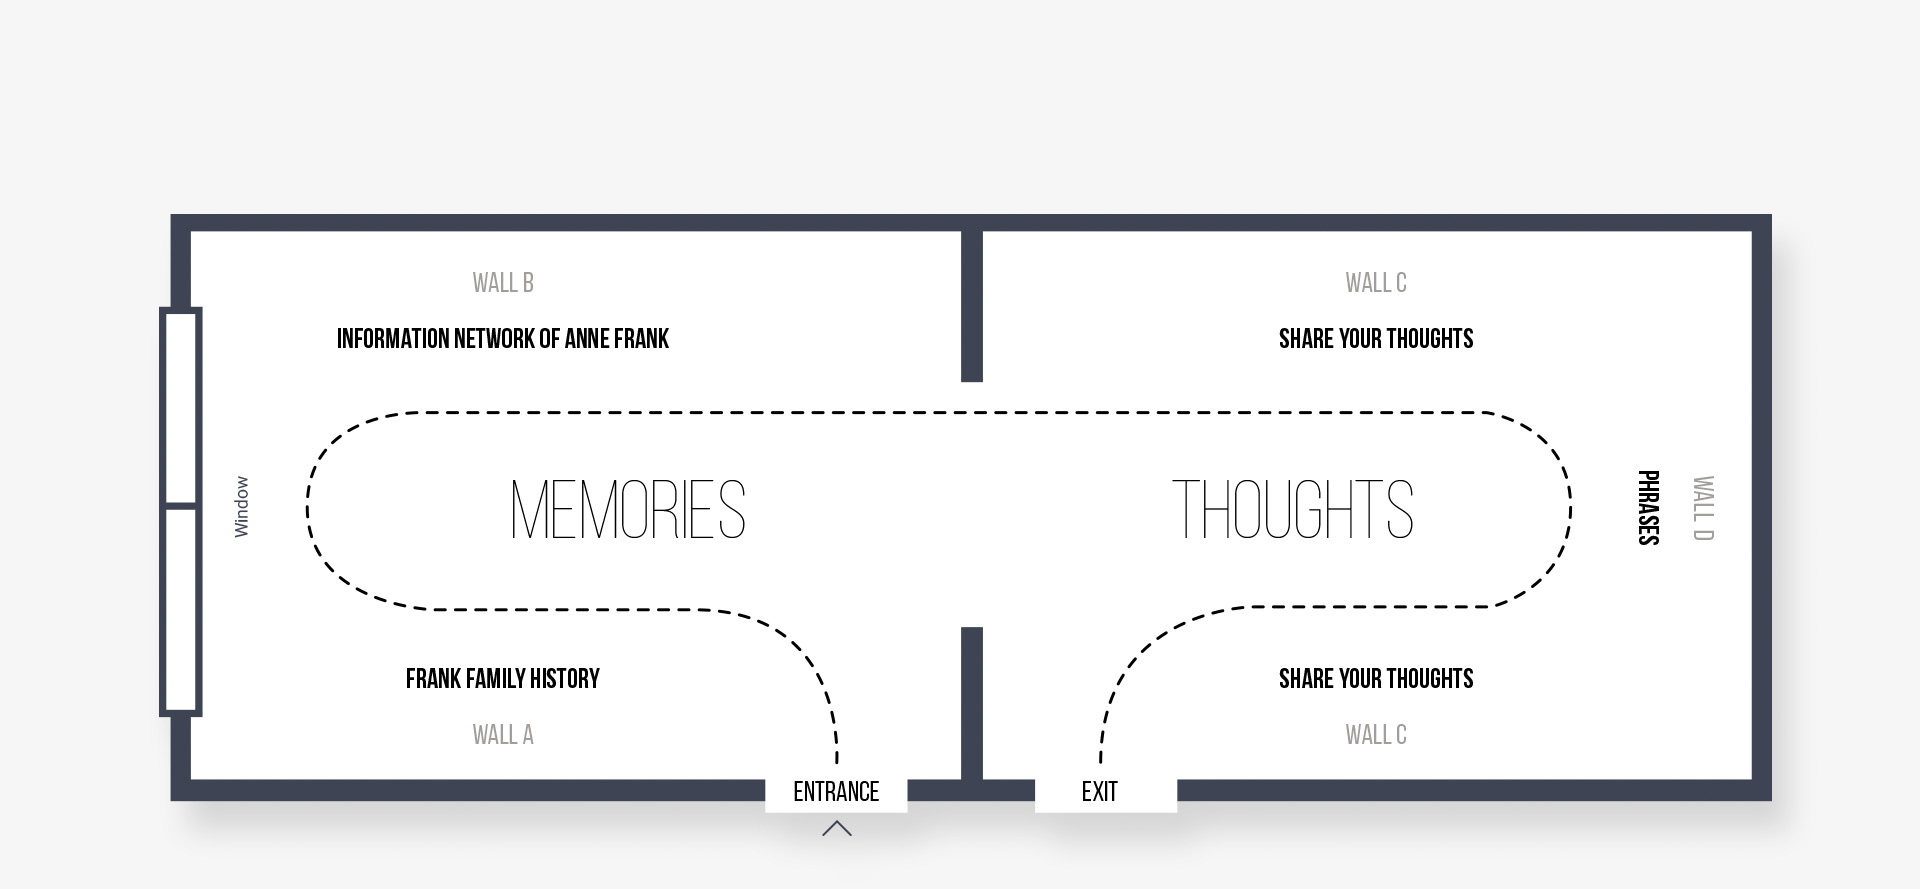 WALL B
INFORMATION NETWORK OF ANNE FRANK
WALL C
SHARE YOUR THOUGHTS
Window
MEMORIES
THOUGHTS
PHRASES
WALL D
FRANK FAMILY HISTORY
WALL A
SHARE YOUR THOUGHTS
WALL C
ENTRANCE
EXIT